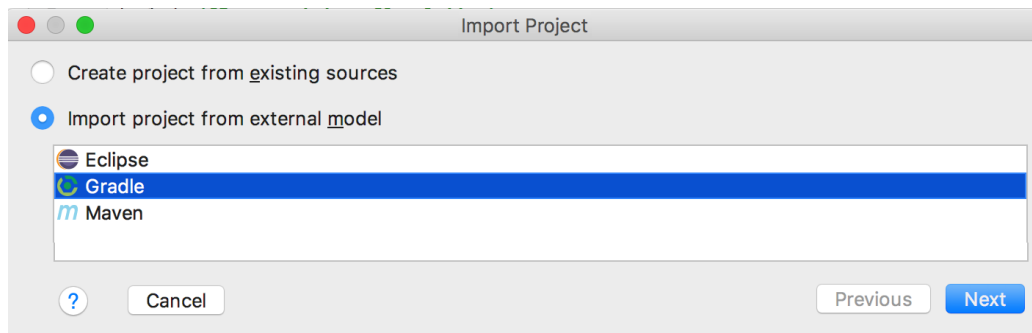 Import Project
Create project from existing sources
Import project from external model
Eclipse
Gradle
Maven
?
Cancel
Previous
Next